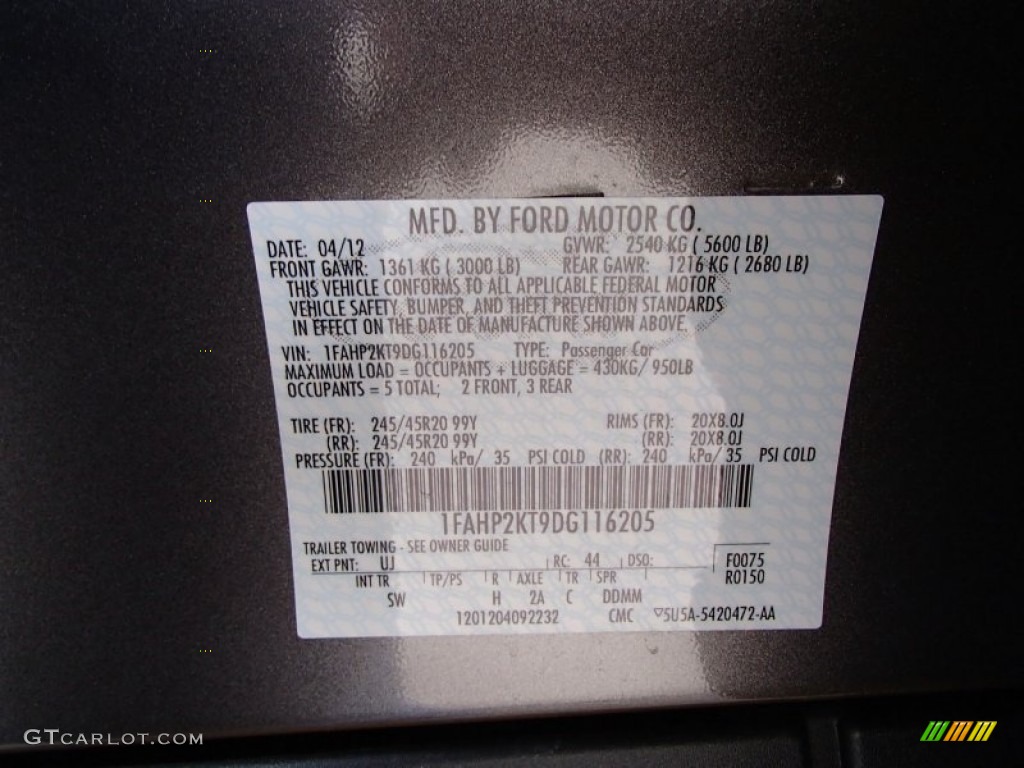 MFD. BY FORD MOTOR CO.
DATE: 04/12 GVWR: 2540 KG ( 5600 LB)
FRONT GAWR: 1361 KG ( 3000 LB) REAR GAWR: 1216 KG ( 2680 LB)
THIS VEHICLE CONFORMS TO ALL APPLICABLE FEDERAL MOTOR
VEHICLE SAFETY, BUMPER, AND THEFT PREVENTION STANDARDS
IN EFFECT ON THE DATE OF MANUFACTURE SHOWN ABOVE.
VIN: 1FAHP2KT9DG116205 TYPE: Passenger Car
MAXIMUM LOAD = OCCUPANTS + LUGGAGE = 430KG/ 950LB
OCCUPANTS = 5 TOTAL; 2 FRONT, 3 REAR
TIRE (FR): 245/45R20 99Y RIMS (FR): 20X8.0J
(RR): 245/45R20 99Y (RR): 20X8.0J
PRESSURE (FR): 240 kPa/ 35 PSI COLD (RR): 240 kPa/ 35 PSI COLD
1FAHP2KT9DG116205
TRAILER TOWING - SEE OWNER GUIDE
EXT PNT: UJ RC: 44 DSO: F0075
INT TR TP/PS R AXLE TR SPR R0150
SW H 2A C DDMM
1201204092232 CMC 5U5A-5420472-AA
GTCARLOT.COM